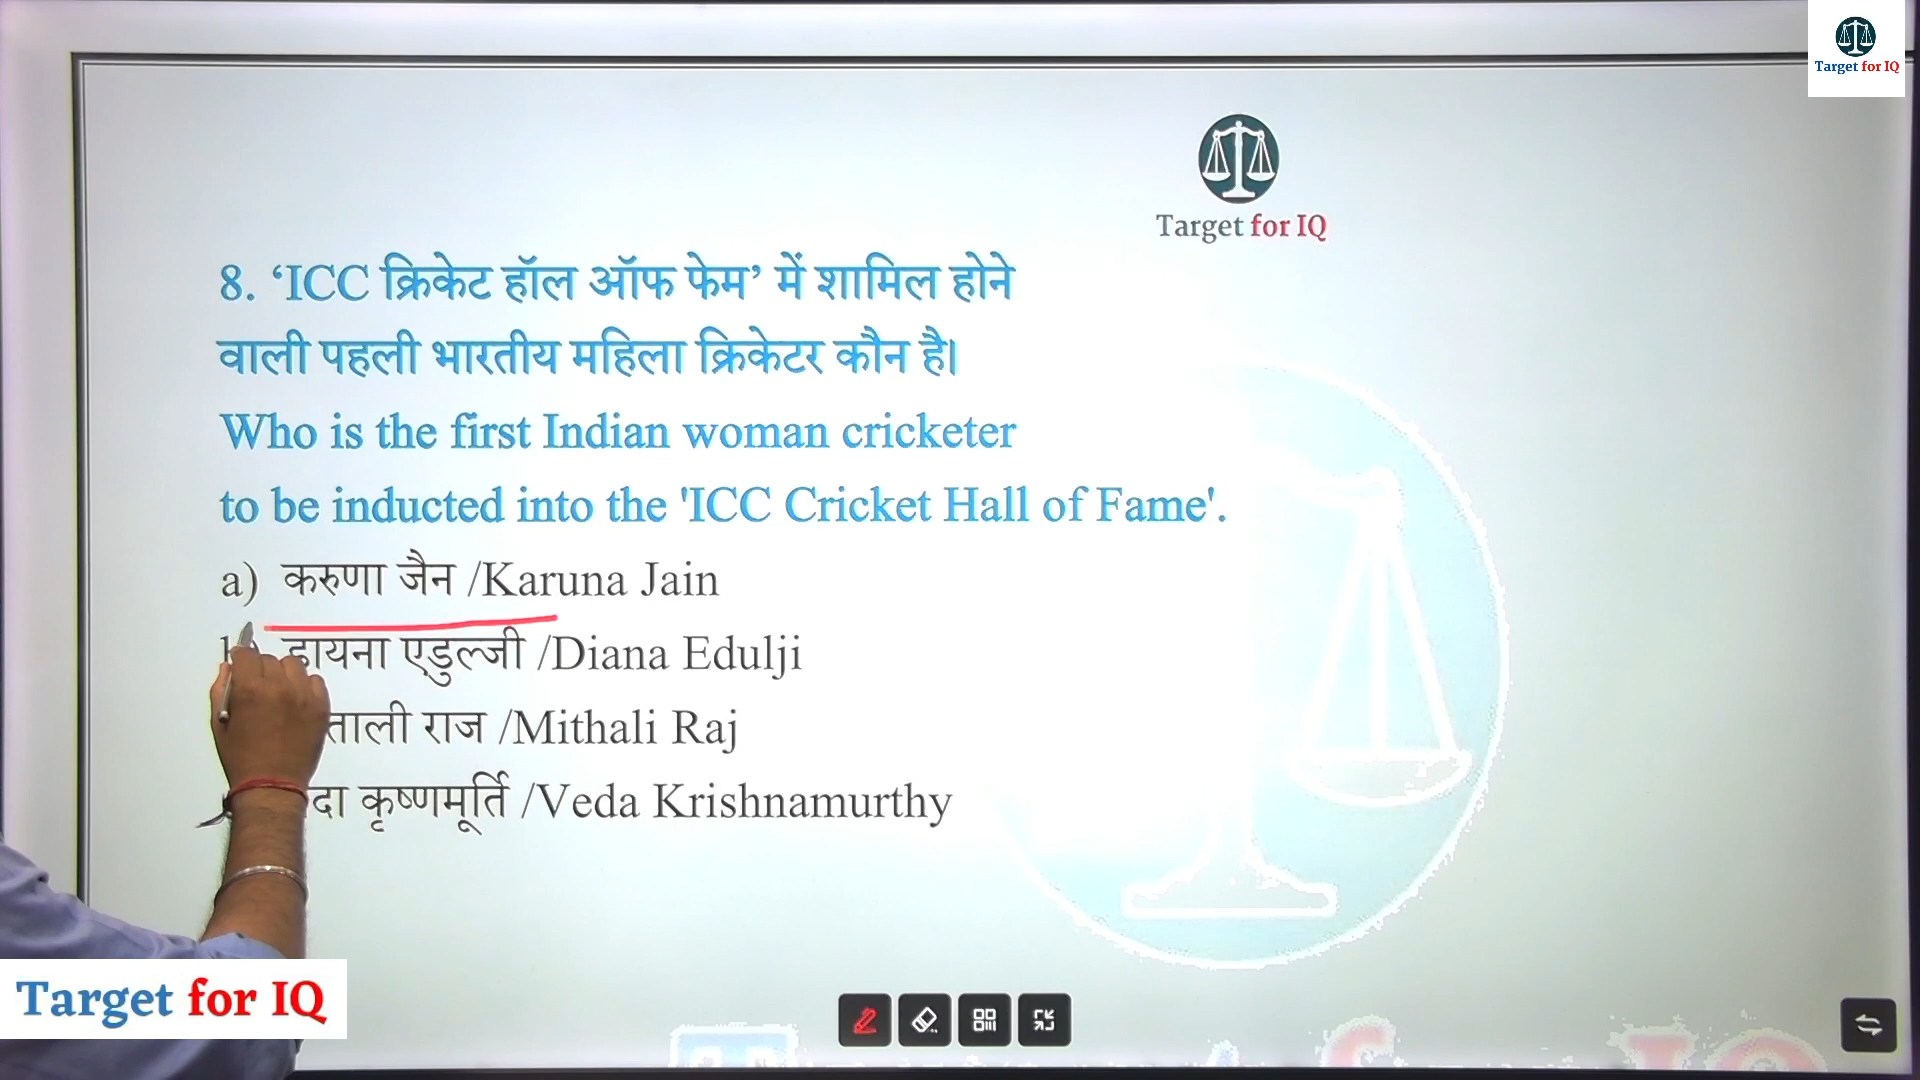 Target for IQ
Target for IQ
8. ‘ICC क्रिकेट हॉल ऑफ फेम’ में शामिल होने
वाली पहली भारतीय महिला क्रिकेटर कौन है।
Who is the first Indian woman cricketer
to be inducted into the 'ICC Cricket Hall of Fame'.
a) करुणा जैन /Karuna Jain
डायना एडुल्जी /Diana Edulji
राज /Mithali Raj
कृष्णमूर्ति /Veda Krishnamurthy
Target for IQ